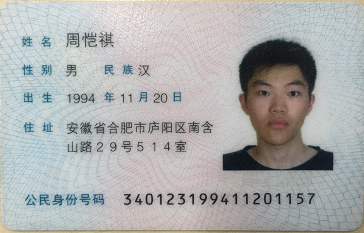 姓名 周恺祺
性别 男 民族 汉
出生 1994 年 11 月 20 日
住址 安徽省合肥市庐阳区南含
山路29号514室
公民身份号码 340123199411201157